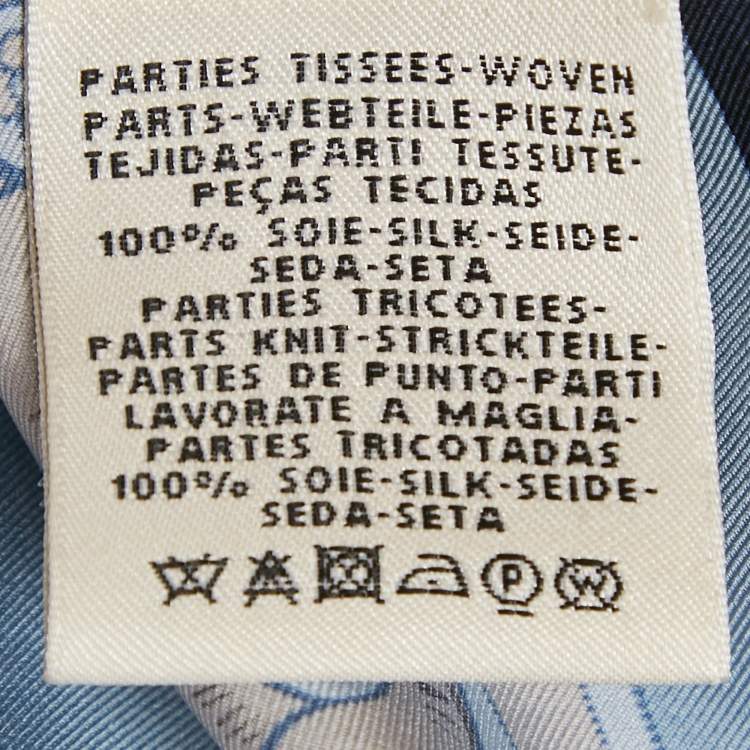 PARTIES TISSEES-WOVEN
PARTS-WEBTEILE-PIEZAS
TEJIDAS-PARTI TESSUTE-
PEÇAS TECIDAS
100% SOIE-SILK-SEIDE-
SEDA-SETA
PARTIES TRICOTEES-
PARTS KNIT-STRICKTEILE-
PARTES DE PUNTO-PARTI
LAVORATE A MAGLIA-
PARTES TRICOTADAS
100% SOIE-SILK-SEIDE-
SEDA-SETA
P W